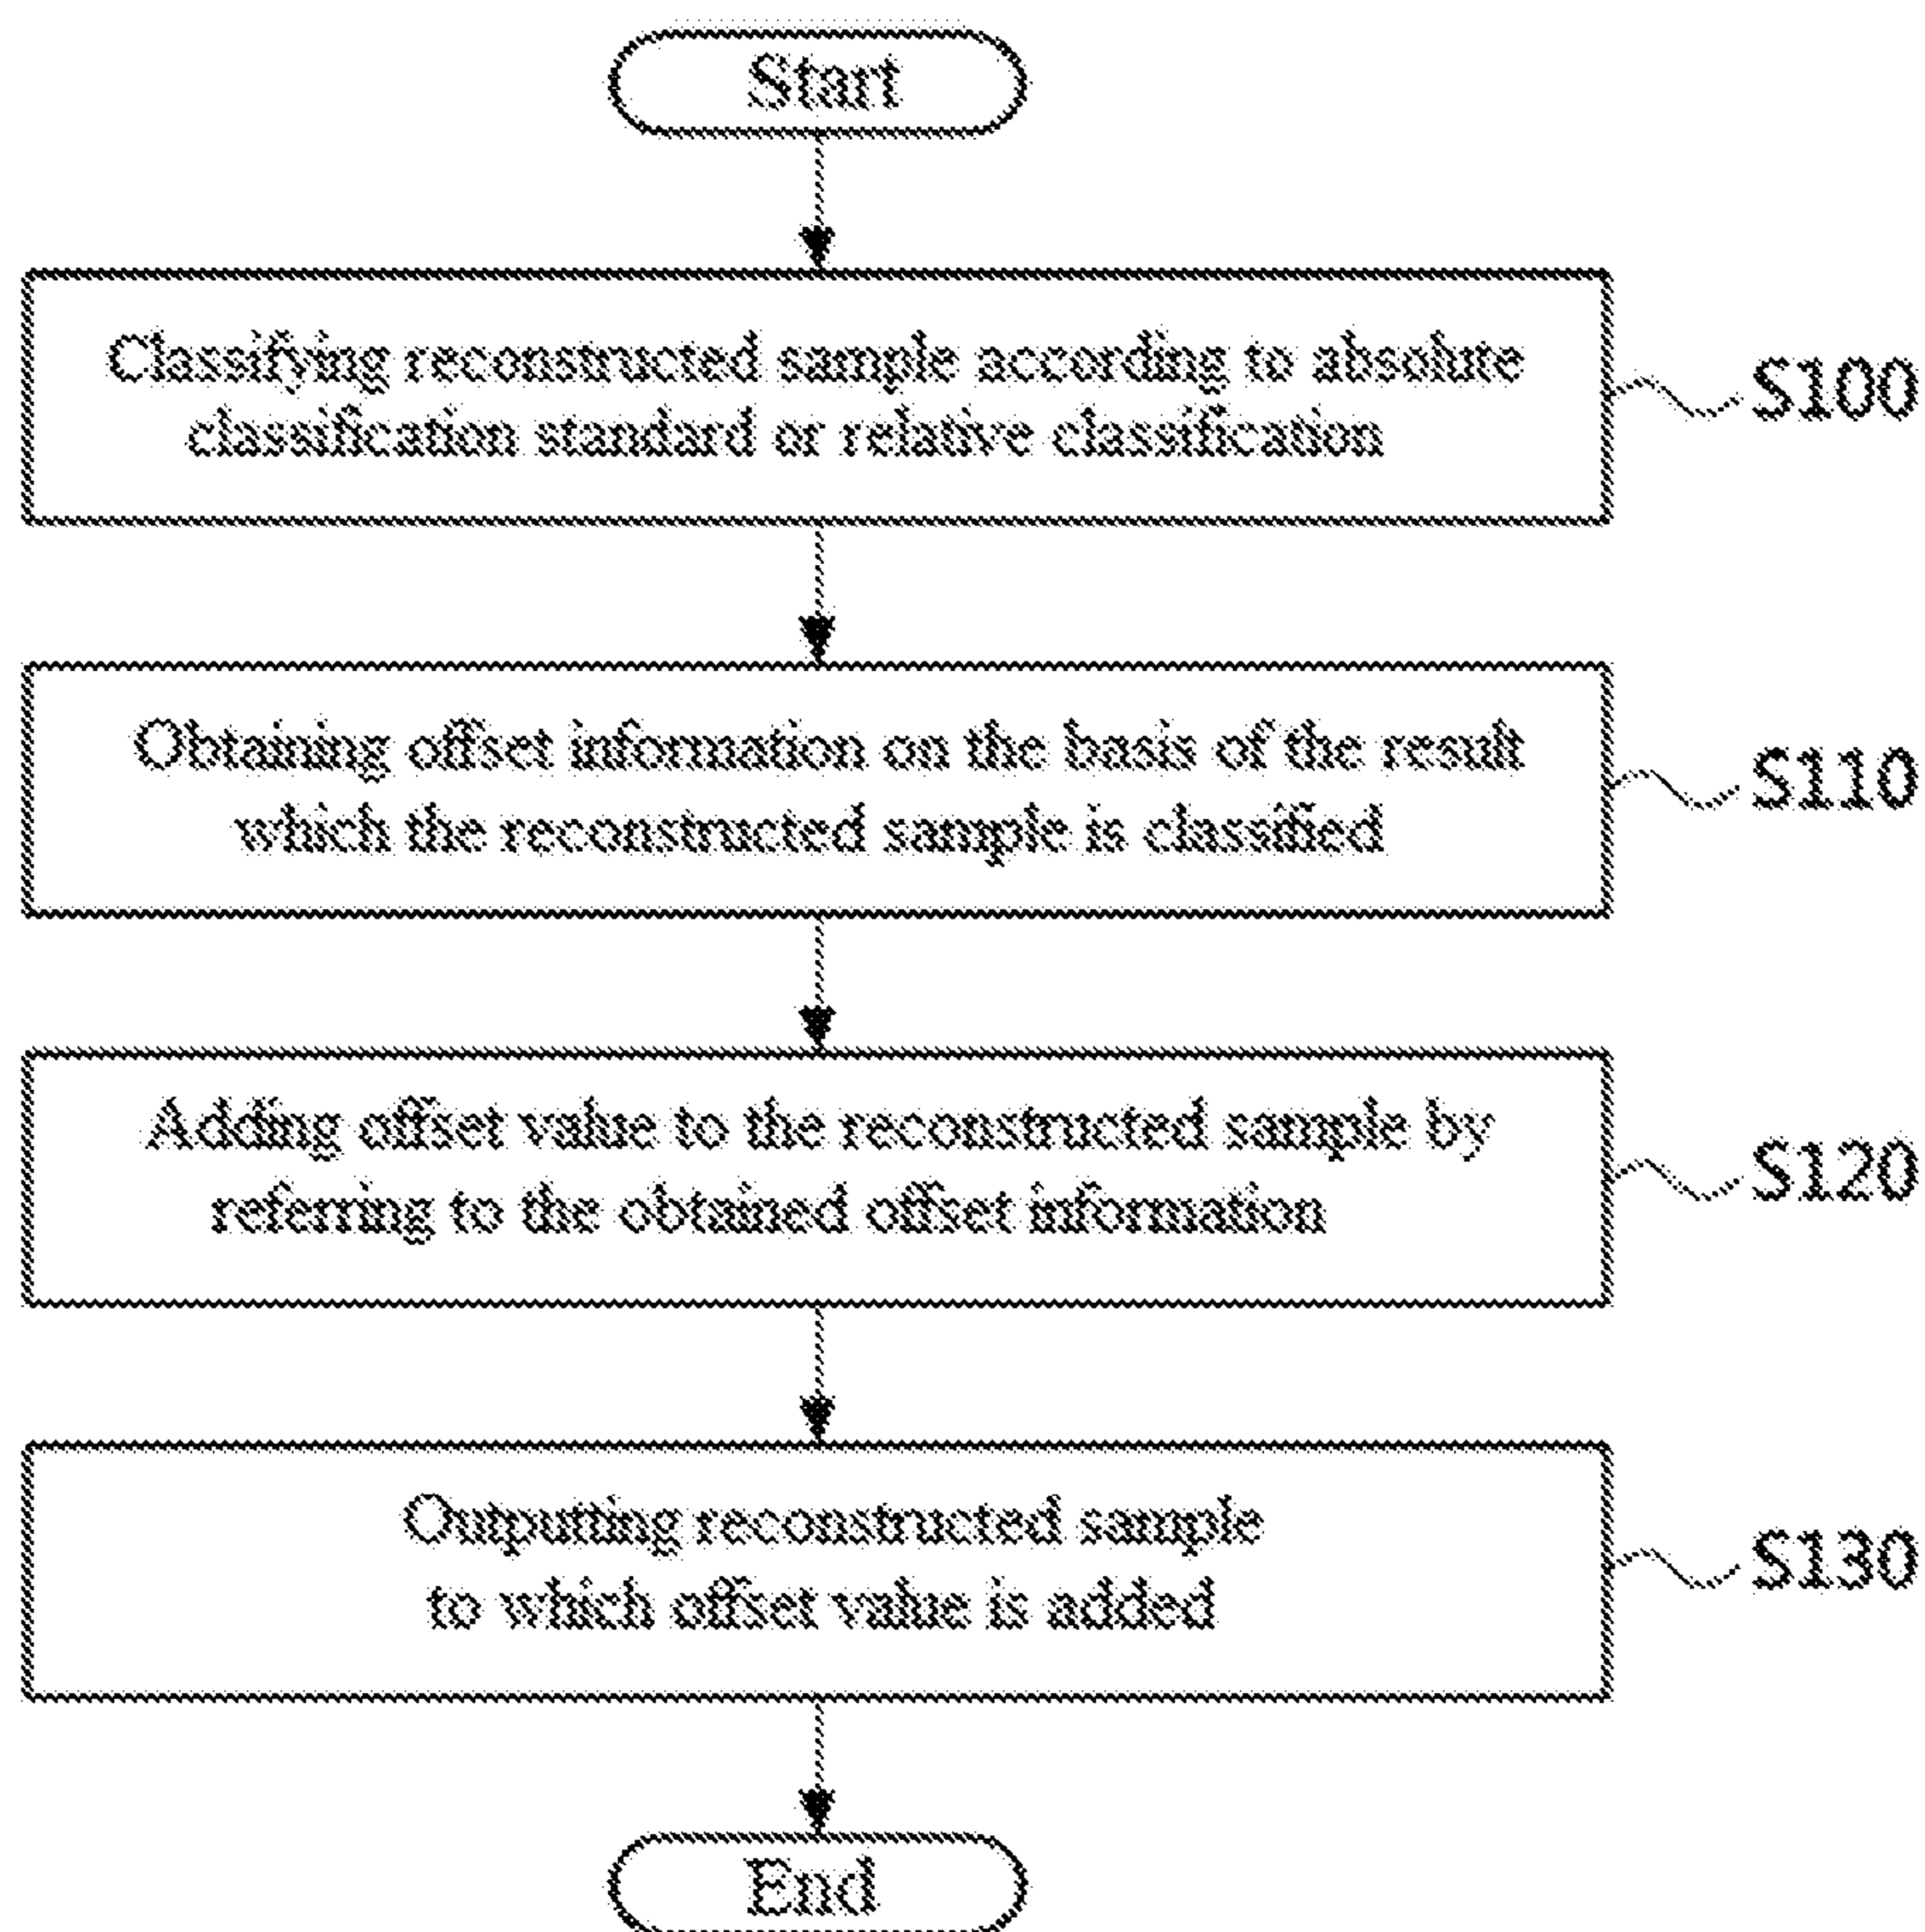 Start
Classifying reconstructed sample according to absolute
classification standard or relative classification
S100
Obtaining offset information on the basis of the result
which the reconstructed sample is classified
S110
Adding offset value to the reconstructed sample by
referring to the obtained offset information
S120
Outputting reconstructed sample
to which offset value is added
S130
End